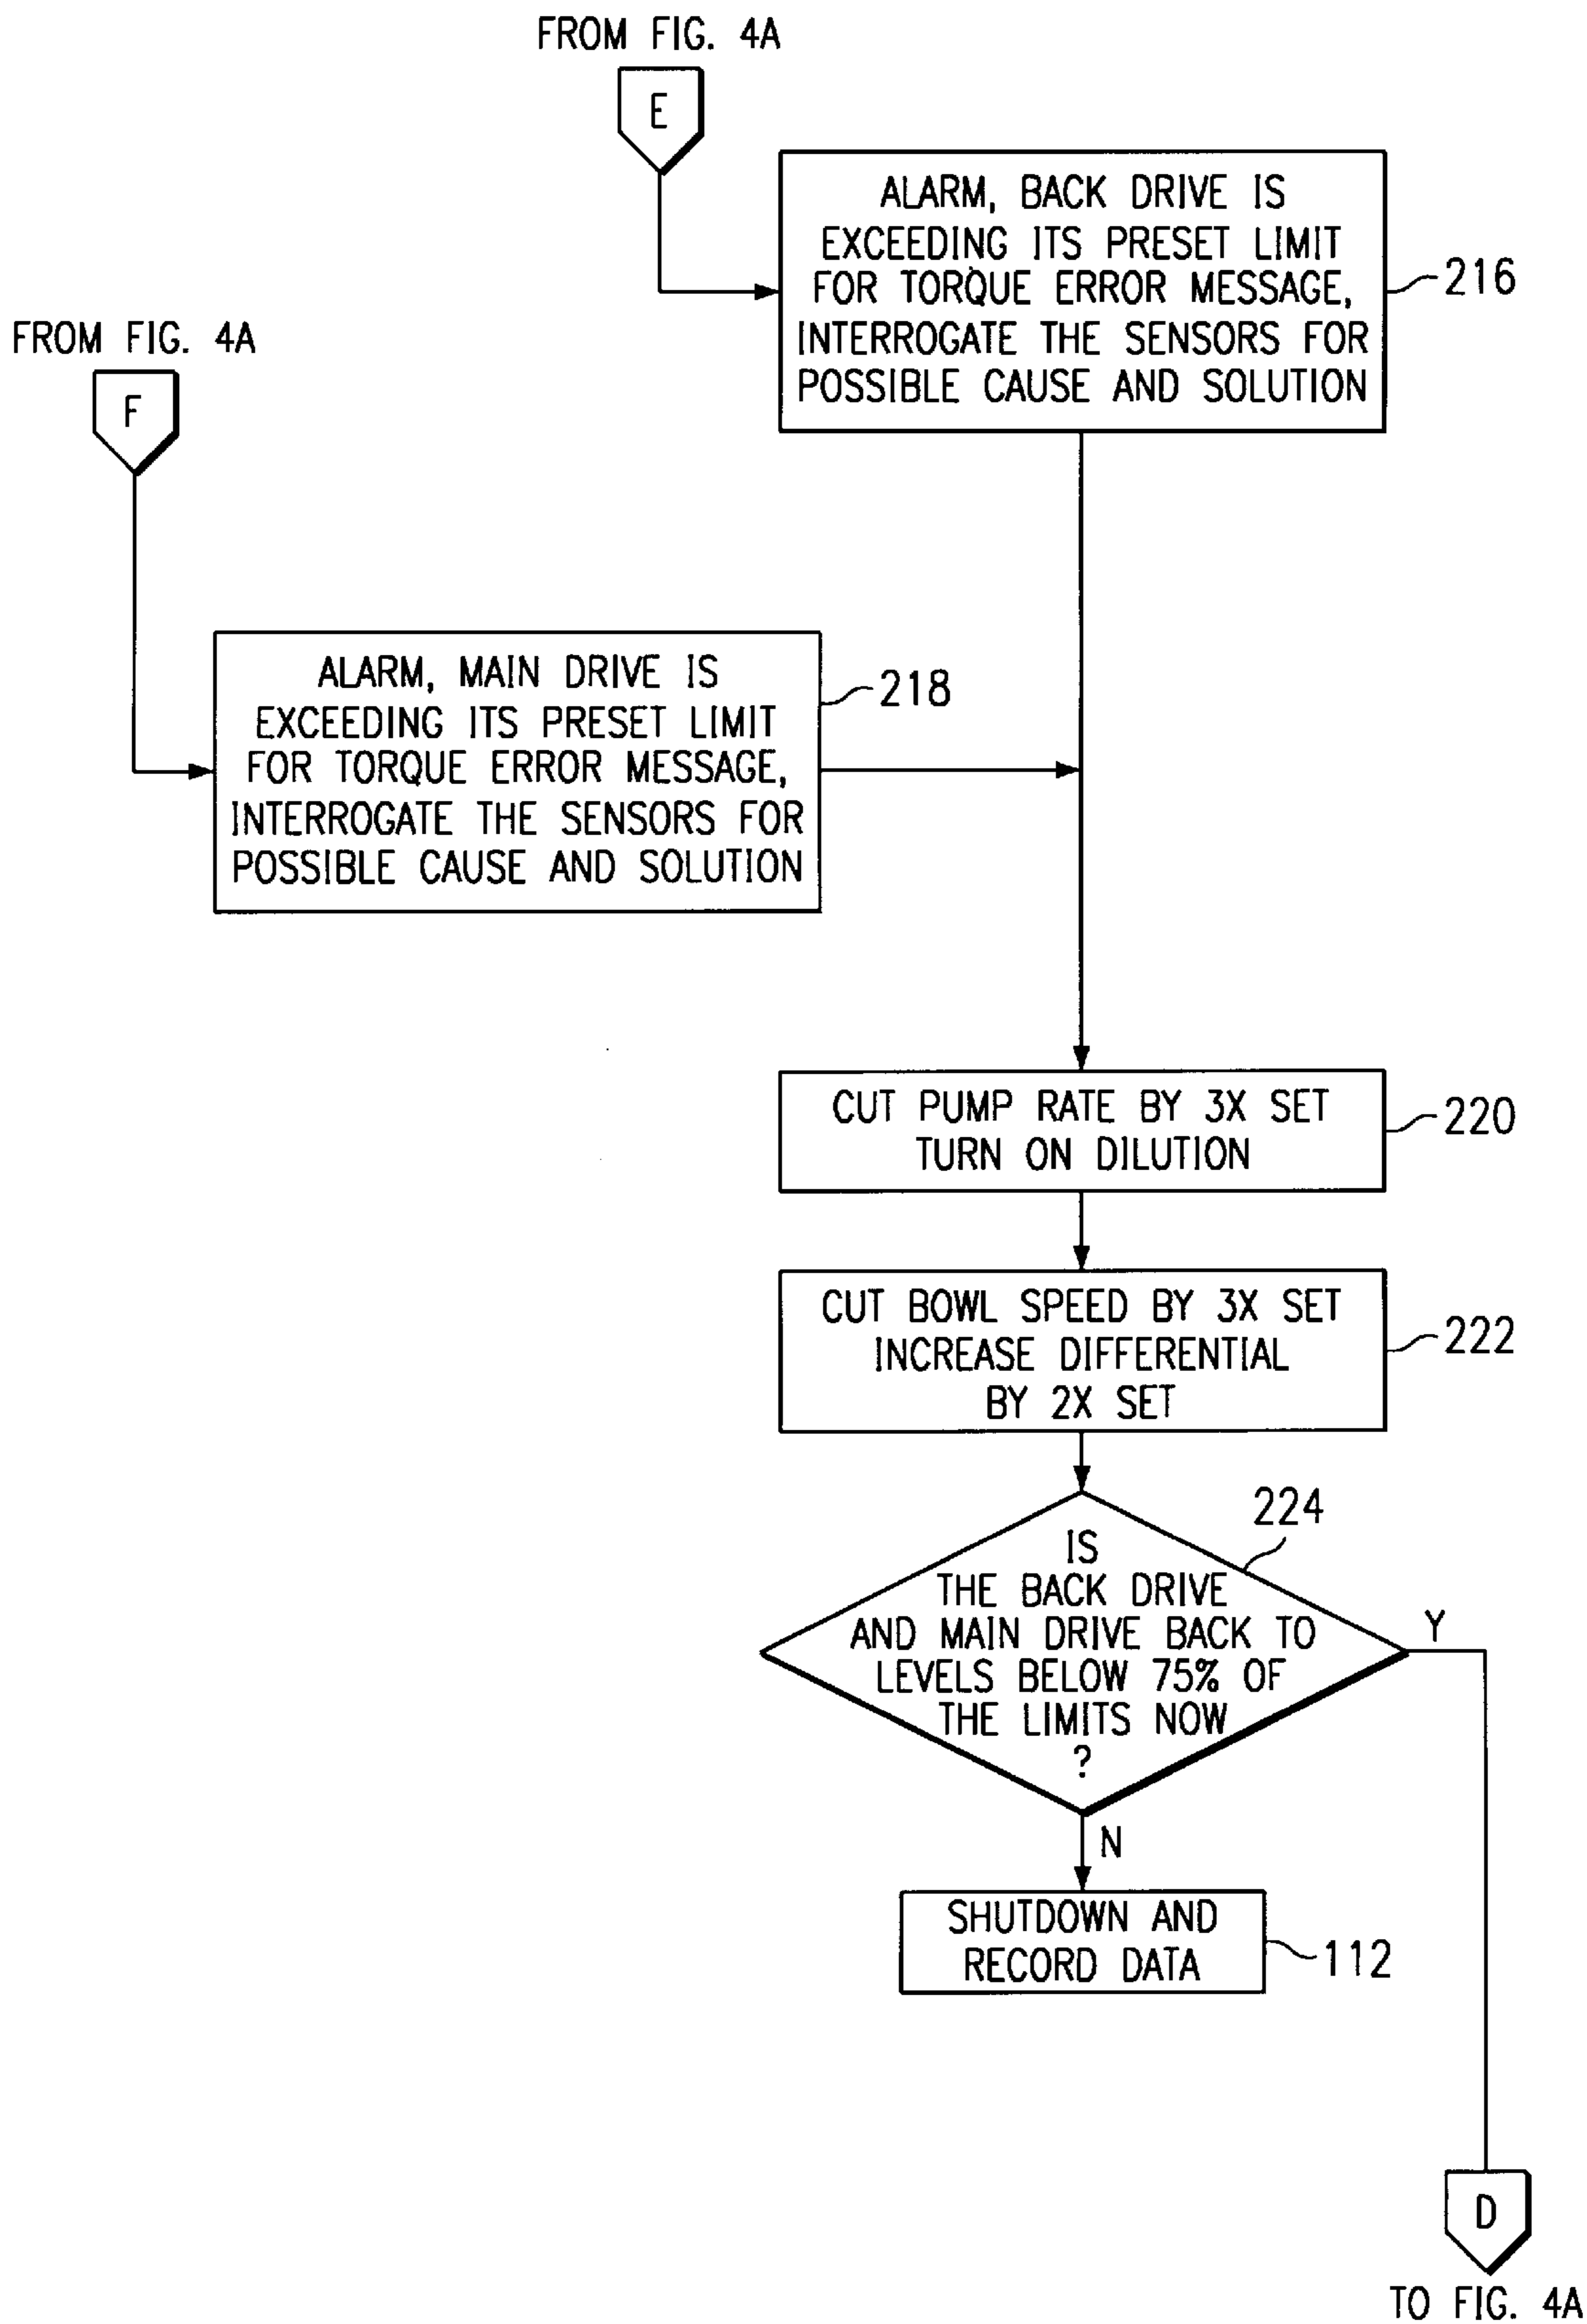 FROM FIG. 4A
E
ALARM, BACK DRIVE IS
EXCEEDING ITS PRESET LIMIT
FOR TORQUE ERROR MESSAGE,
INTERROGATE THE SENSORS FOR
POSSIBLE CAUSE AND SOLUTION
216
FROM FIG. 4A
F
ALARM, MAIN DRIVE IS
EXCEEDING ITS PRESET LIMIT
FOR TORQUE ERROR MESSAGE,
INTERROGATE THE SENSORS FOR
POSSIBLE CAUSE AND SOLUTION
218
CUT PUMP RATE BY 3X SET
TURN ON DILUTION
220
CUT BOWL SPEED BY 3X SET
INCREASE DIFFERENTIAL
BY 2X SET
222
224
IS
THE BACK DRIVE
AND MAIN DRIVE BACK TO
LEVELS BELOW 75% OF
THE LIMITS NOW
?
Y
N
SHUTDOWN AND
RECORD DATA
112
D
TO FIG. 4A